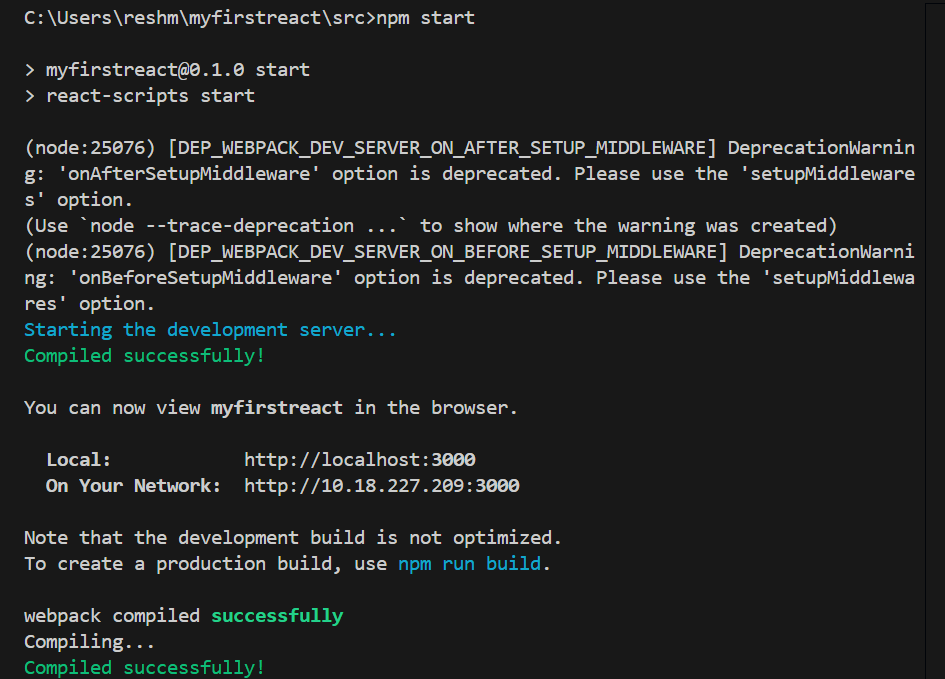 C:\Users\reshm\myfirstreact\src>npm start
> myfirstreact@0.1.0 start
> react-scripts start
(node:25076) [DEP_WEBPACK_DEV_SERVER_ON_AFTER_SETUP_MIDDLEWARE] DeprecationWarnin
g: 'onAfterSetupMiddleware' option is deprecated. Please use the 'setupMiddleware
s' option.
(Use `node --trace-deprecation ...` to show where the warning was created)
(node:25076) [DEP_WEBPACK_DEV_SERVER_ON_BEFORE_SETUP_MIDDLEWARE] DeprecationWarni
ng: 'onBeforeSetupMiddleware' option is deprecated. Please use the 'setupMiddlewa
res' option.
Starting the development server...
Compiled successfully!
You can now view myfirstreact in the browser.
Local: http://localhost:3000
On Your Network: http://10.18.227.209:3000
Note that the development build is not optimized.
To create a production build, use npm run build.
webpack compiled successfully
Compiling...
Compiled successfully!